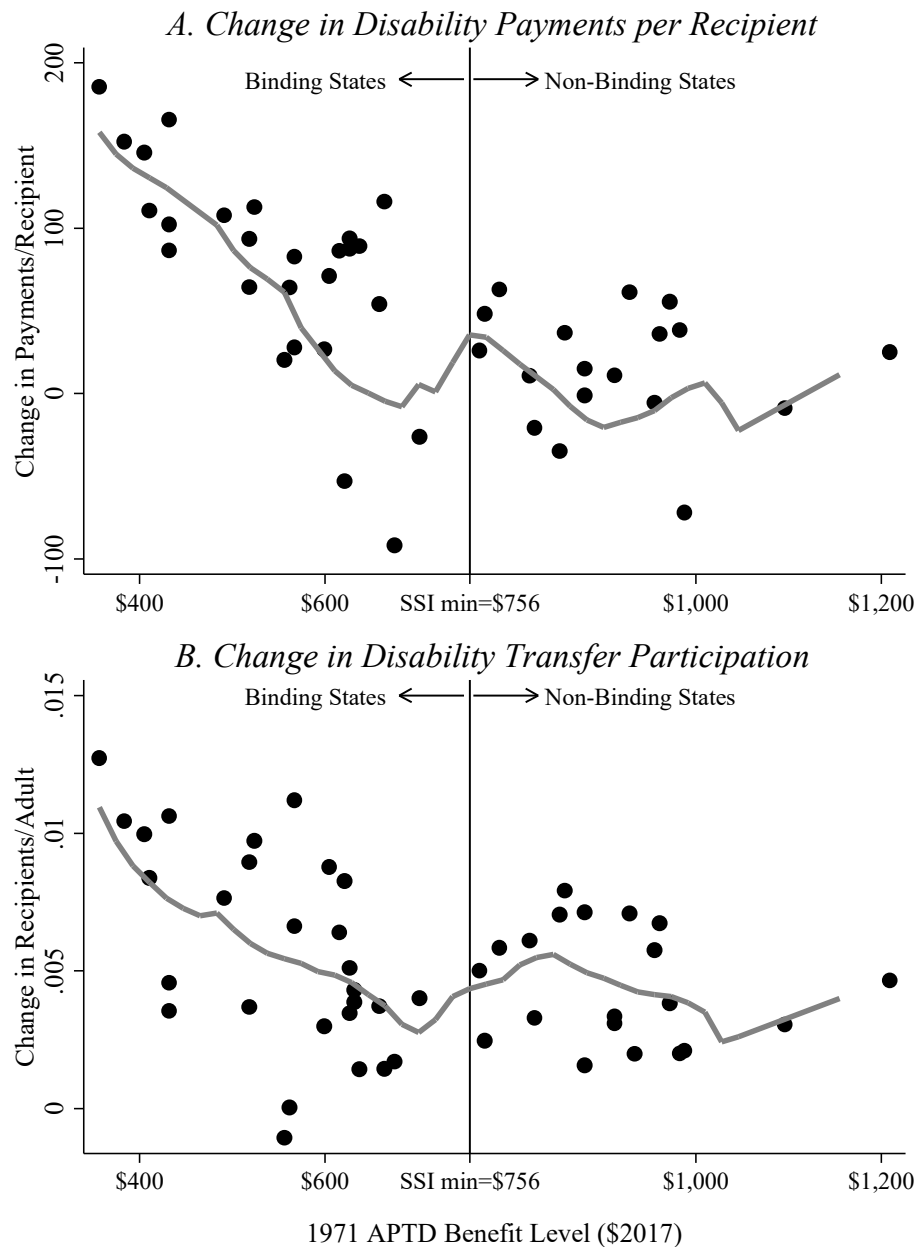 A. Change in Disability Payments per Recipient
Binding States
Non-Binding States
Change in Payments/Recipient
200
100
0
-100
$400
$600
SSI min=$756
$1,000
$1,200
B. Change in Disability Transfer Participation
Binding States
Non-Binding States
Change in Recipients/Adult
.015
.01
.005
0
$400
$600
SSI min=$756
$1,000
$1,200
1971 APTD Benefit Level ($2017)